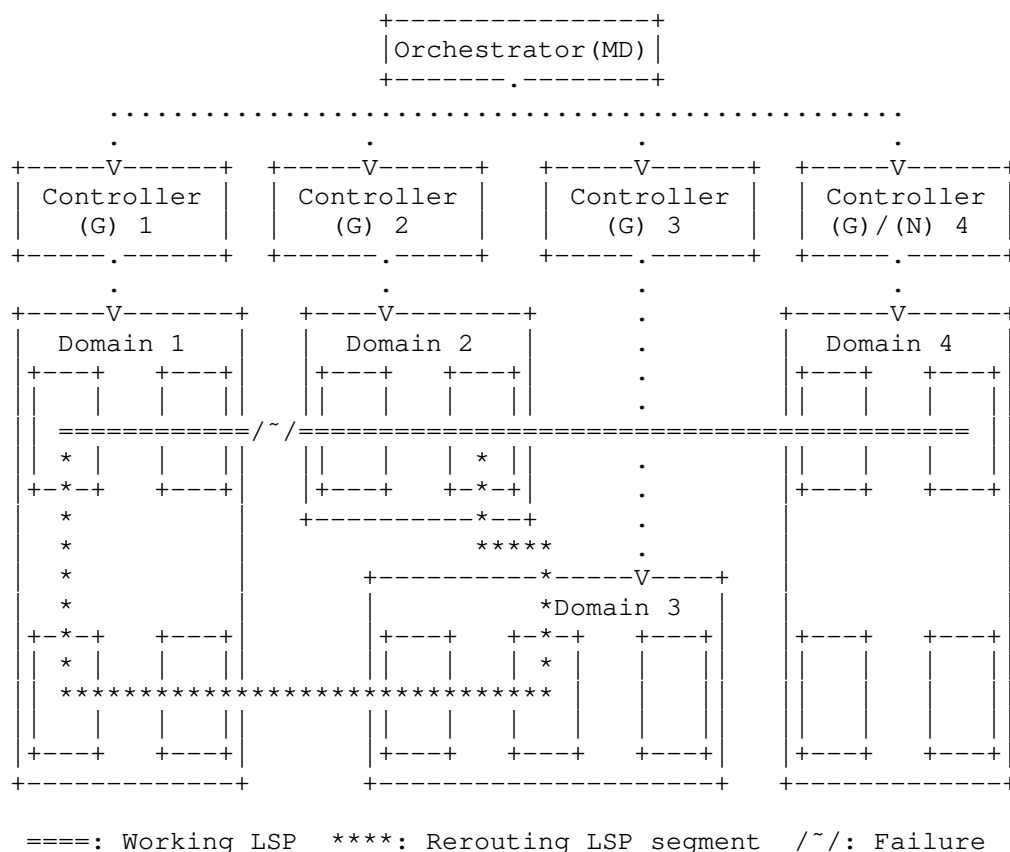 Orchestrator(MD)
V V V V
Controller Controller Controller Controller
(G) 1 (G) 2 (G) 3 (G)/(N) 4
V V V
Domain 1 Domain 2 Domain 4
============/~/==========================================
V
Domain 3
====: Working LSP ****: Rerouting LSP segment /~/: Failure